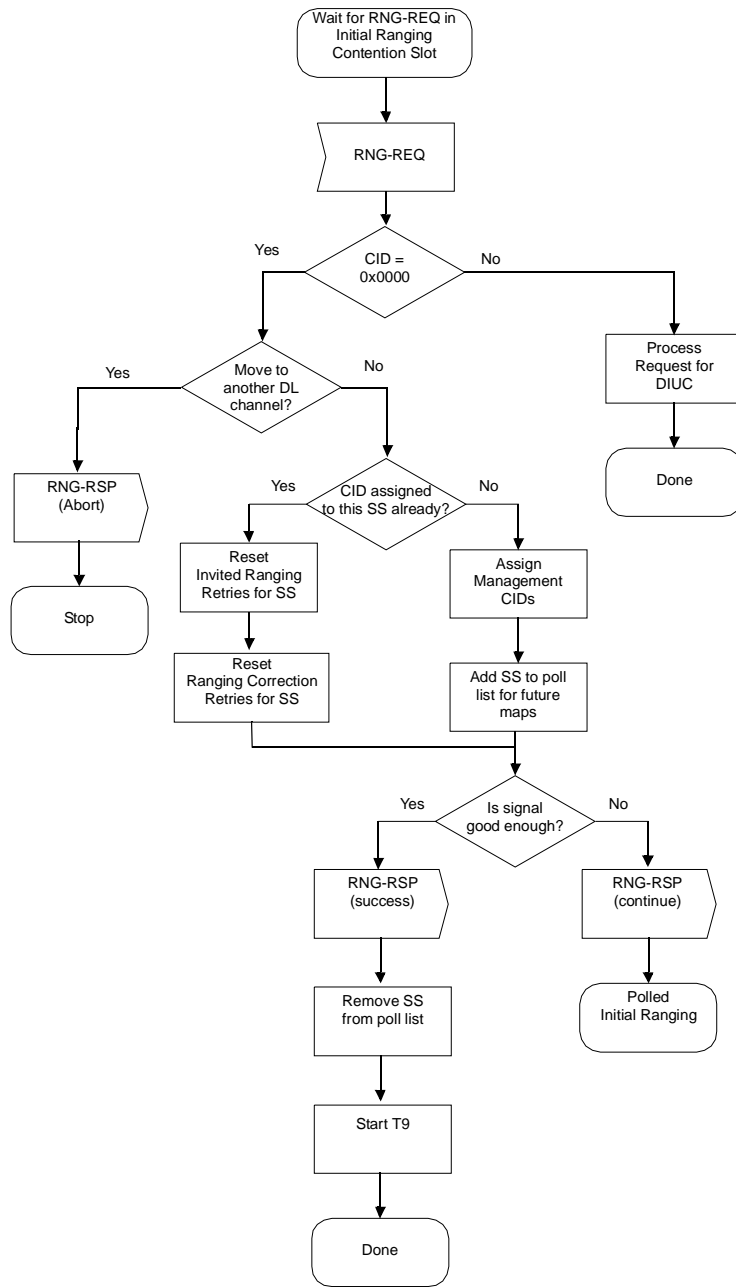 Wait for RNG-REQ in
Initial Ranging
Contention Slot
RNG-REQ
Yes
CID =
0x0000
No
Yes
Move to
another DL
channel?
No
Process
Request for
DIUC
RNG-RSP
(Abort)
Yes
CID assigned
to this SS already?
No
Done
Reset
Invited Ranging
Retries for SS
Assign
Management
CIDs
Stop
Reset
Ranging Correction
Retries for SS
Add SS to poll
list for future
maps
Yes
Is signal
good enough?
No
RNG-RSP
(success)
RNG-RSP
(continue)
Remove SS
from poll list
Polled
Initial Ranging
Start T9
Done